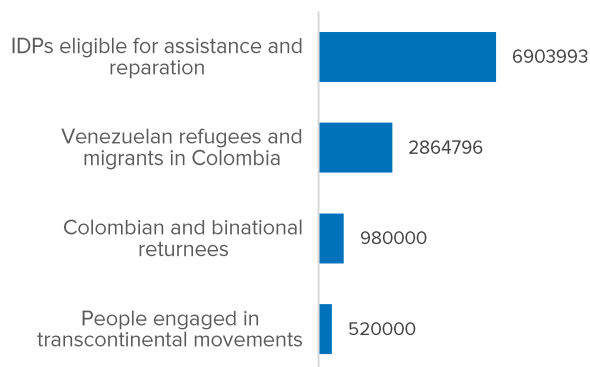 IDPs eligible for assistance and
reparation
6903993
Venezuelan refugees and
migrants in Colombia
2864796
Colombian and binational
returnees
980000
People engaged in
transcontinental movements
520000